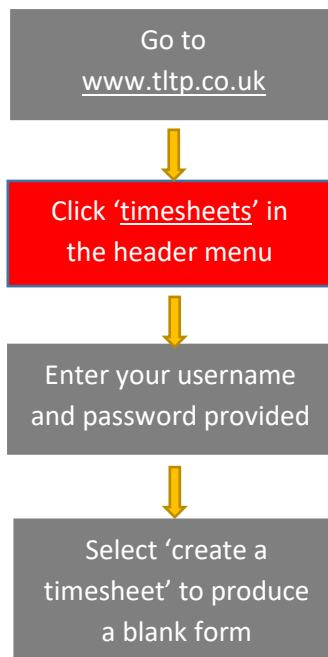 Go to
www.tltp.co.uk
Click ‘timesheets’ in
the header menu
Enter your username
and password provided
Select ‘create a
timesheet’ to produce
a blank form